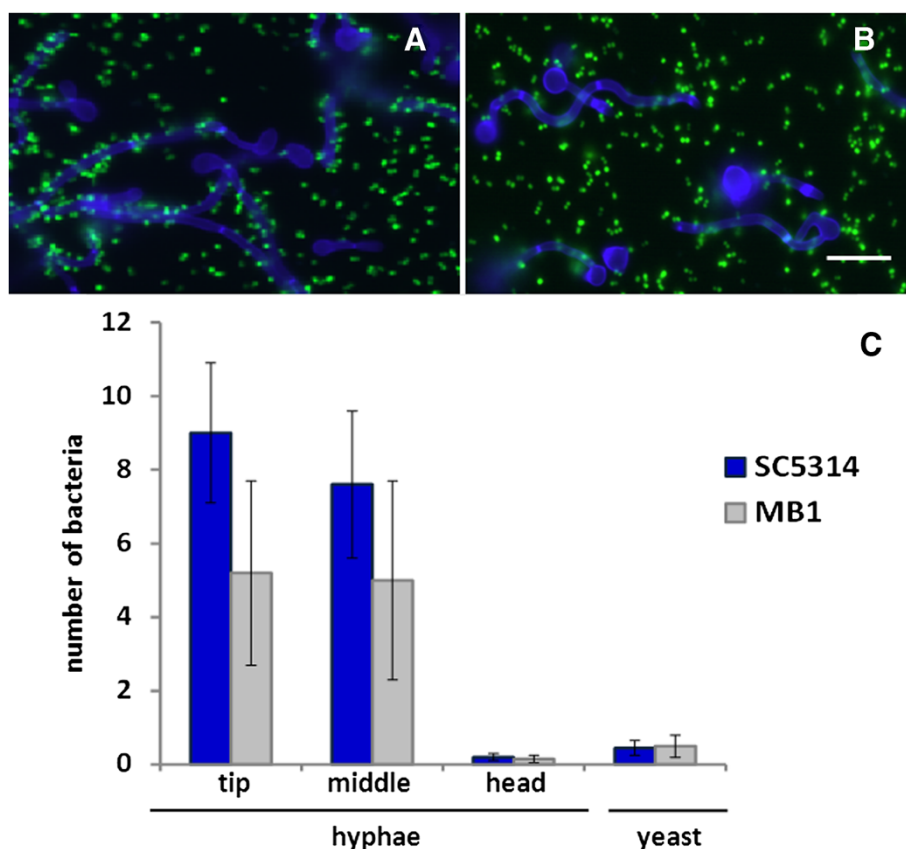 A
B
C
12
10
8
6
4
2
0
number of bacteria
SC5314
MB1
tip middle head
hyphae yeast